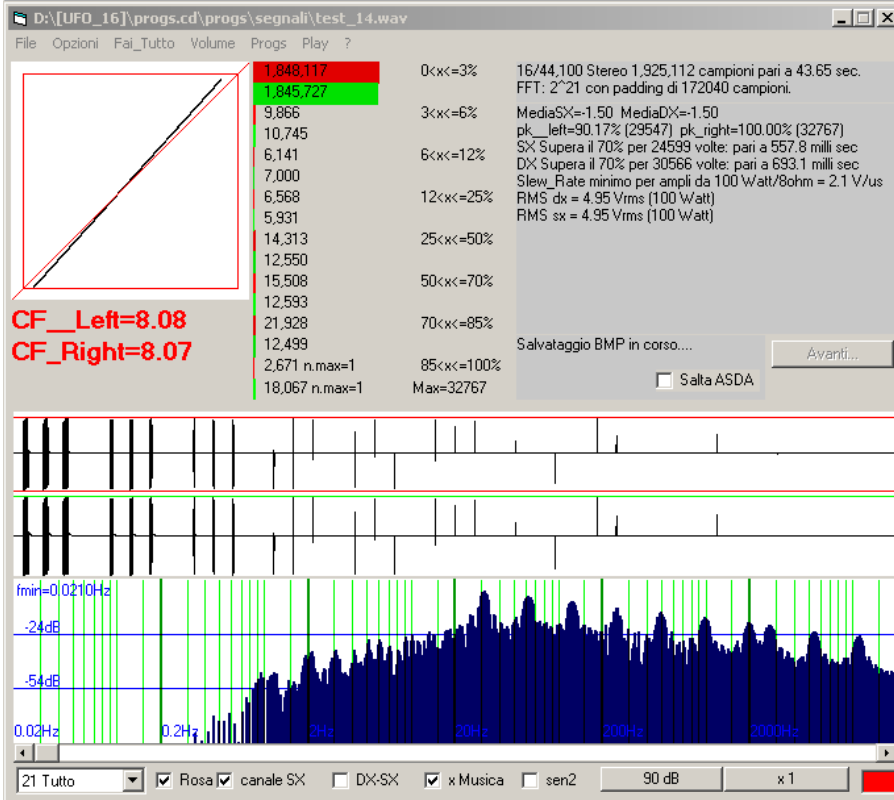 D:\[UFO_16]\progs.cd\progs\segnali\test_14.wav
File Opzioni Fai_Tutto Volume Progs Play ?
1,848,117 0<x<=3%
1,845,727
9,866 3<x<=6%
10,745
6,141 6<x<=12%
7,000
6,568 12<x<=25%
5,931
14,313 25<x<=50%
12,550
15,508 50<x<=70%
12,593
21,928 70<x<=85%
12,499
2,671 n.max=1 85<x<=100%
18,067 n.max=1 Max=32767
CF__Left=8.08
CF_Right=8.07
16/44,100 Stereo 1,925,112 campioni pari a 43.65 sec.
FFT: 2^21 con padding di 172040 campioni.
MediaSX=-1.50 MediaDX=-1.50
pk__left=90.17% (29547) pk_right=100.00% (32767)
SX Supera il 70% per 24599 volte: pari a 557.8 milli sec
DX Supera il 70% per 30566 volte: pari a 693.1 milli sec
Slew_Rate minimo per ampli da 100 Watt/8ohm = 2.1 V/us
RMS dx = 4.95 Vrms (100 Watt)
RMS sx = 4.95 Vrms (100 Watt)
Salvataggio BMP in corso....
Avanti...
Salta ASDA
fmin=0.0210Hz
-24dB
-54dB
0.02Hz 0.2Hz 2Hz 20Hz 200Hz 2000Hz
21 Tutto Rosa canale SX DX-SX x Musica sen2 90 dB x 1